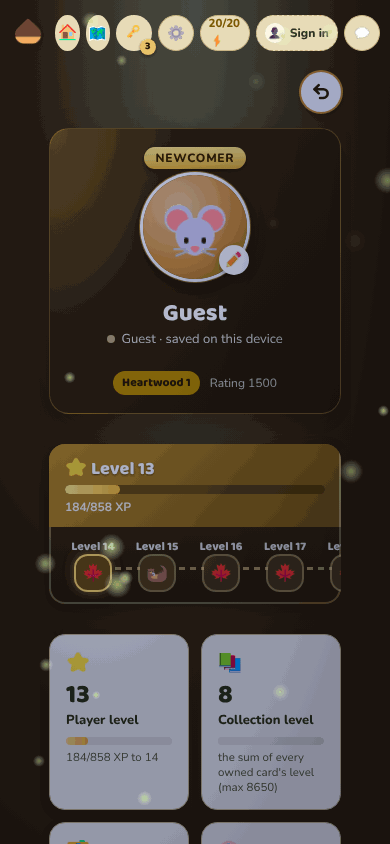 3
20/20
Sign in
NEWCOMER
Guest
Guest · saved on this device
Heartwood 1 Rating 1500
Level 13
184/858 XP
Level 14 Level 15 Level 16 Level 17 Le
13
Player level
184/858 XP to 14
8
Collection level
the sum of every
owned card's level
(max 8650)